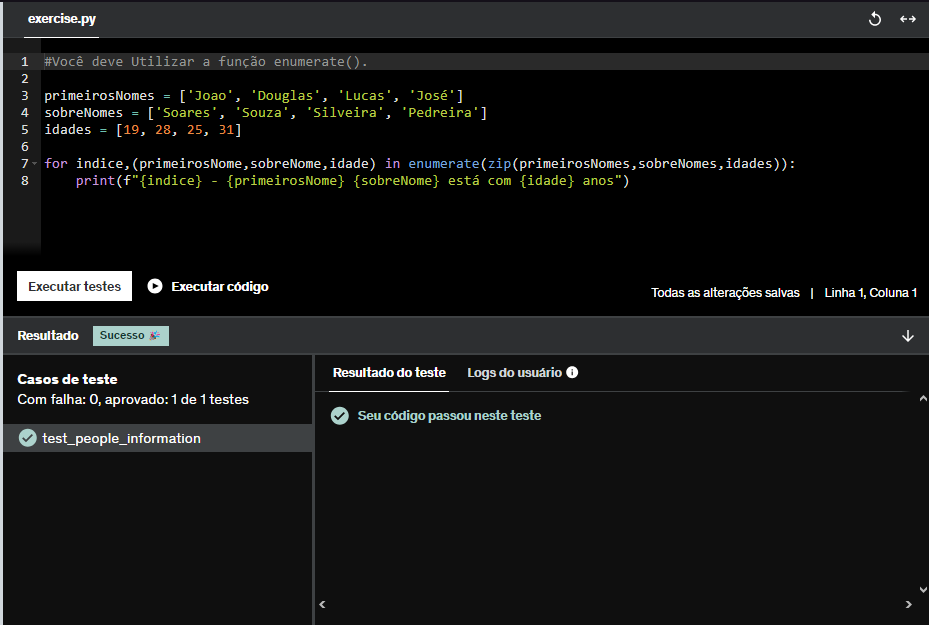 exercise.py
1 #Você deve Utilizar a função enumerate().
2
3 primeirosNomes = ['Joao', 'Douglas', 'Lucas', 'José']
4 sobreNomes = ['Soares', 'Souza', 'Silveira', 'Pedreira']
5 idades = [19, 28, 25, 31]
6
7 for indice,(primeirosNome,sobreNome,idade) in enumerate(zip(primeirosNomes,sobreNomes,idades)):
8     print(f"{indice} - {primeirosNome} {sobreNome} está com {idade} anos")
Executar testes Executar código Todas as alterações salvas | Linha 1, Coluna 1
Resultado Sucesso 🎉
Casos de teste
Com falha: 0, aprovado: 1 de 1 testes
test_people_information
Resultado do teste Logs do usuário
Seu código passou neste teste